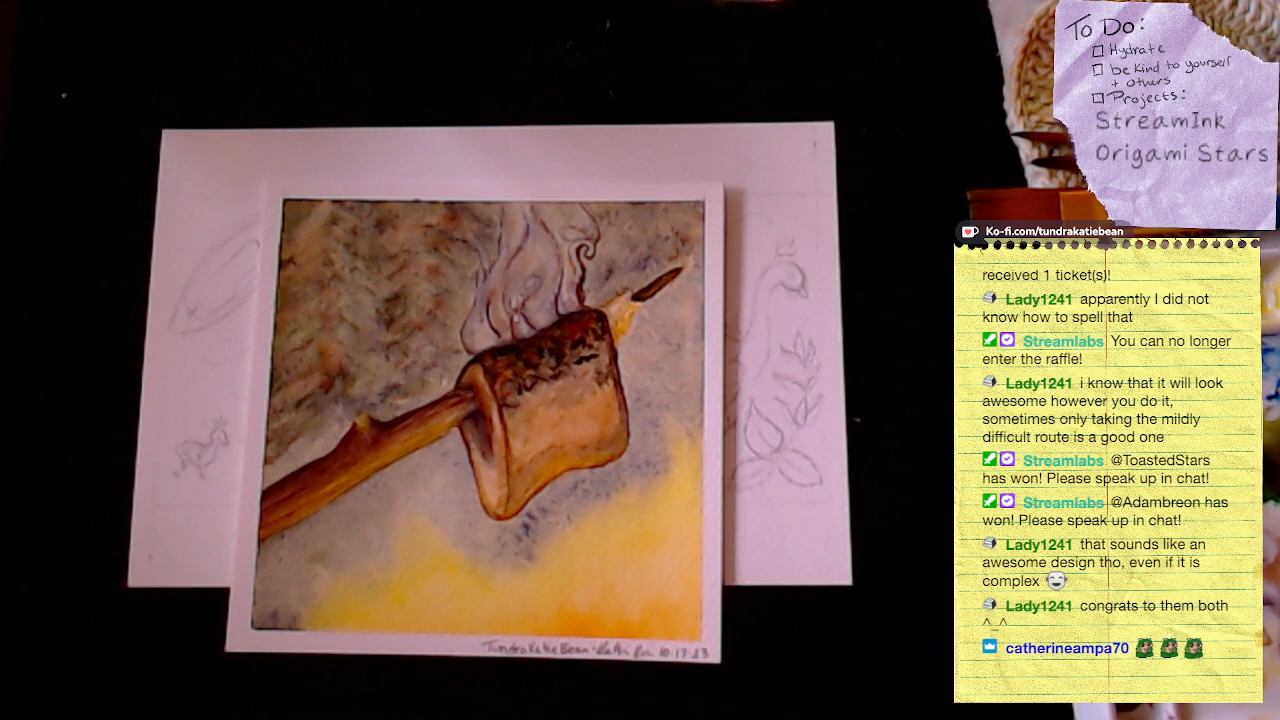 To Do:
Hydrate
be kind to yourself
+ others
Projects:
StreamInk
Origami Stars
Ko-fi.com/tundrakatiebean
received 1 ticket(s)!
Lady1241 apparently I did not
know how to spell that
Streamlabs You can no longer
enter the raffle!
Lady1241 i know that it will look
awesome however you do it,
sometimes only taking the mildly
difficult route is a good one
Streamlabs @ToastedStars
has won! Please speak up in chat!
Streamlabs @Adambreon has
won! Please speak up in chat!
Lady1241 that sounds like an
awesome design tho, even if it is
complex
Lady1241 congrats to them both
^_^
catherineampa70
TundraKatieBean 10-17-23